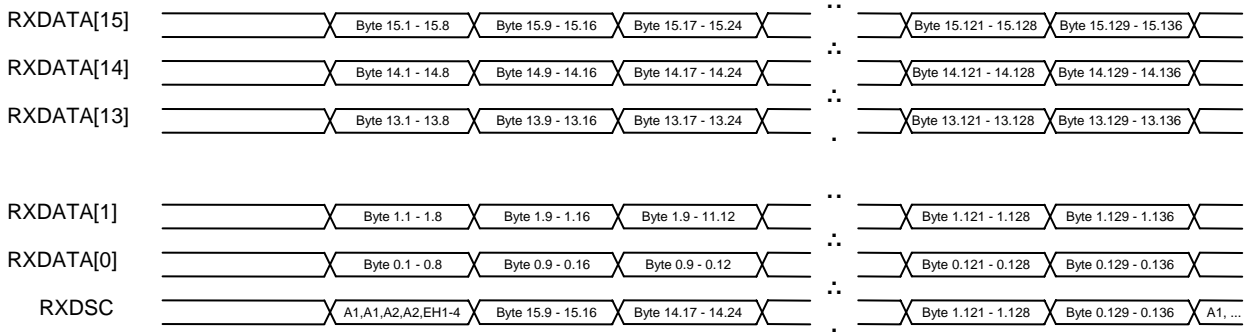 RXDATA[15] Byte 15.1 - 15.8 Byte 15.9 - 15.16 Byte 15.17 - 15.24 Byte 15.121 - 15.128 Byte 15.129 - 15.136
RXDATA[14] Byte 14.1 - 14.8 Byte 14.9 - 14.16 Byte 14.17 - 14.24 Byte 14.121 - 14.128 Byte 14.129 - 14.136
RXDATA[13] Byte 13.1 - 13.8 Byte 13.9 - 13.16 Byte 13.17 - 13.24 Byte 13.121 - 13.128 Byte 13.129 - 13.136
RXDATA[1] Byte 1.1 - 1.8 Byte 1.9 - 1.16 Byte 1.9 - 11.12 Byte 1.121 - 1.128 Byte 1.129 - 1.136
RXDATA[0] Byte 0.1 - 0.8 Byte 0.9 - 0.16 Byte 0.9 - 0.12 Byte 0.121 - 0.128 Byte 0.129 - 0.136
RXDSC A1,A1,A2,A2,EH1-4 Byte 15.9 - 15.16 Byte 14.17 - 14.24 Byte 1.121 - 1.128 Byte 0.129 - 0.136 A1, ...